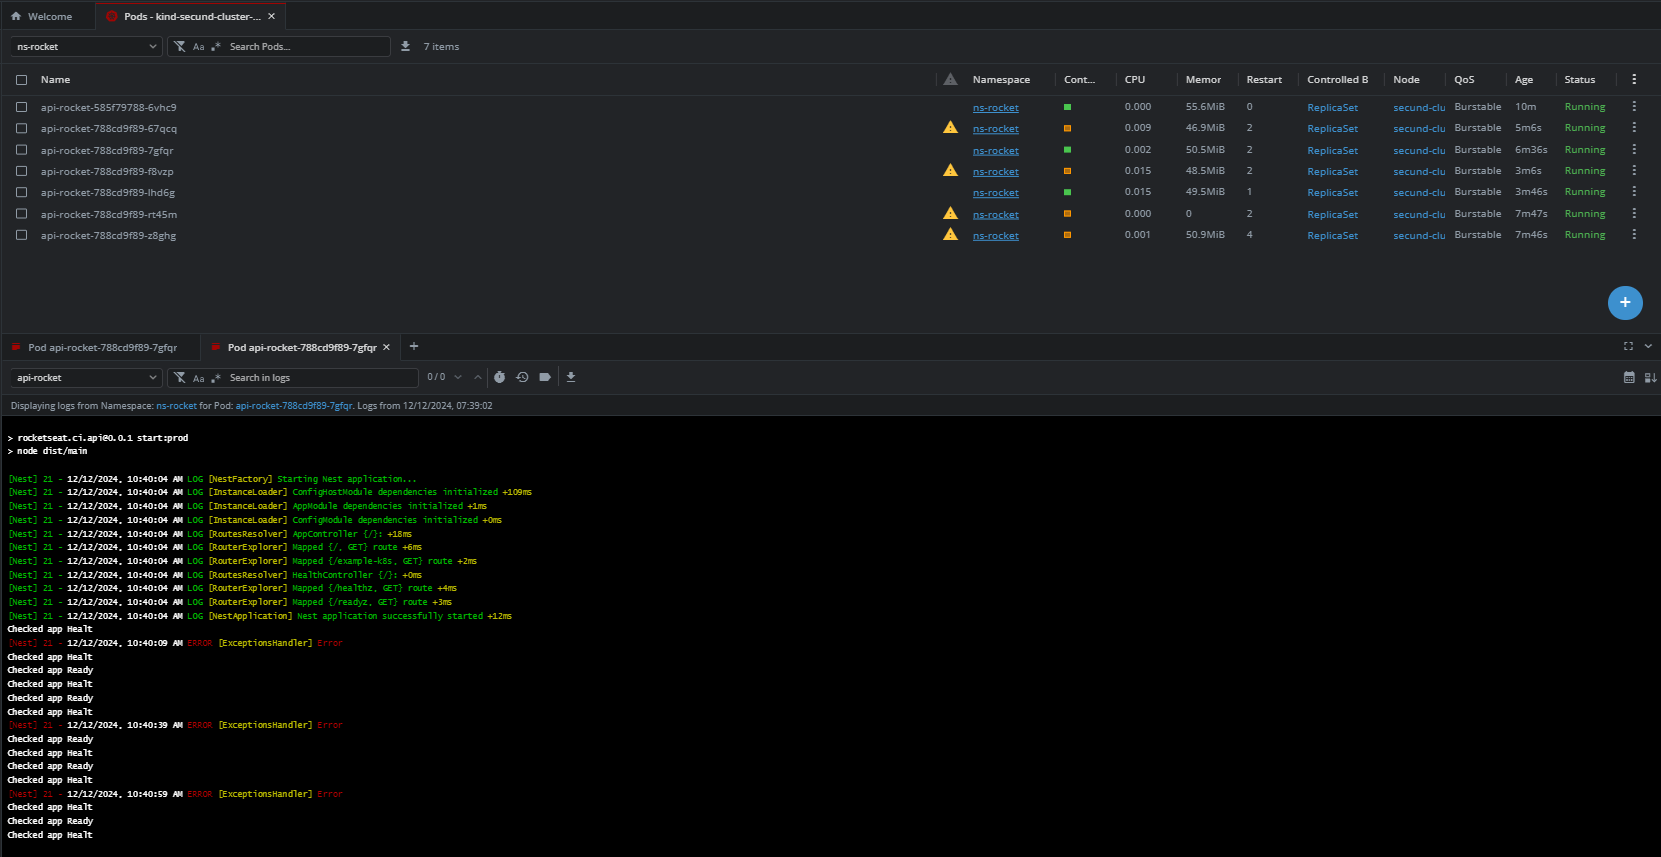 Welcome
Pods - kind-secund-cluster-...
ns-rocket Aa Search Pods... 7 items
Name Namespace Cont... CPU Memor Restart Controlled B Node QoS Age Status
api-rocket-585f79788-6vhc9 ns-rocket 0.000 55.6MiB 0 ReplicaSet secund-clu Burstable 10m Running
api-rocket-788cd9f89-67qcq ns-rocket 0.009 46.9MiB 2 ReplicaSet secund-clu Burstable 5m6s Running
api-rocket-788cd9f89-7gfqr ns-rocket 0.002 50.5MiB 2 ReplicaSet secund-clu Burstable 6m36s Running
api-rocket-788cd9f89-f8vzp ns-rocket 0.015 48.5MiB 2 ReplicaSet secund-clu Burstable 3m6s Running
api-rocket-788cd9f89-lhd6g ns-rocket 0.015 49.5MiB 1 ReplicaSet secund-clu Burstable 3m46s Running
api-rocket-788cd9f89-rt45m ns-rocket 0.000 0 2 ReplicaSet secund-clu Burstable 7m47s Running
api-rocket-788cd9f89-z8ghg ns-rocket 0.001 50.9MiB 4 ReplicaSet secund-clu Burstable 7m46s Running
Pod api-rocket-788cd9f89-7gfqr Pod api-rocket-788cd9f89-7gfqr
api-rocket Aa Search in logs 0 / 0
Displaying logs from Namespace: ns-rocket for Pod: api-rocket-788cd9f89-7gfqr. Logs from 12/12/2024, 07:39:02
> rocketseat.ci.api@0.0.1 start:prod
> node dist/main
[Nest] 21 - 12/12/2024, 10:40:04 AM LOG [NestFactory] Starting Nest application...
[Nest] 21 - 12/12/2024, 10:40:04 AM LOG [InstanceLoader] ConfigHostModule dependencies initialized +109ms
[Nest] 21 - 12/12/2024, 10:40:04 AM LOG [InstanceLoader] AppModule dependencies initialized +1ms
[Nest] 21 - 12/12/2024, 10:40:04 AM LOG [InstanceLoader] ConfigModule dependencies initialized +0ms
[Nest] 21 - 12/12/2024, 10:40:04 AM LOG [RoutesResolver] AppController {/}: +18ms
[Nest] 21 - 12/12/2024, 10:40:04 AM LOG [RouterExplorer] Mapped {/, GET} route +6ms
[Nest] 21 - 12/12/2024, 10:40:04 AM LOG [RouterExplorer] Mapped {/example-k8s, GET} route +2ms
[Nest] 21 - 12/12/2024, 10:40:04 AM LOG [RoutesResolver] HealthController {/}: +0ms
[Nest] 21 - 12/12/2024, 10:40:04 AM LOG [RouterExplorer] Mapped {/healthz, GET} route +4ms
[Nest] 21 - 12/12/2024, 10:40:04 AM LOG [RouterExplorer] Mapped {/readyz, GET} route +3ms
[Nest] 21 - 12/12/2024, 10:40:04 AM LOG [NestApplication] Nest application successfully started +12ms
Checked app Healt
[Nest] 21 - 12/12/2024, 10:40:09 AM ERROR [ExceptionsHandler] Error
Checked app Healt
Checked app Ready
Checked app Healt
Checked app Ready
Checked app Healt
[Nest] 21 - 12/12/2024, 10:40:39 AM ERROR [ExceptionsHandler] Error
Checked app Ready
Checked app Healt
Checked app Ready
Checked app Healt
[Nest] 21 - 12/12/2024, 10:40:59 AM ERROR [ExceptionsHandler] Error
Checked app Healt
Checked app Ready
Checked app Healt